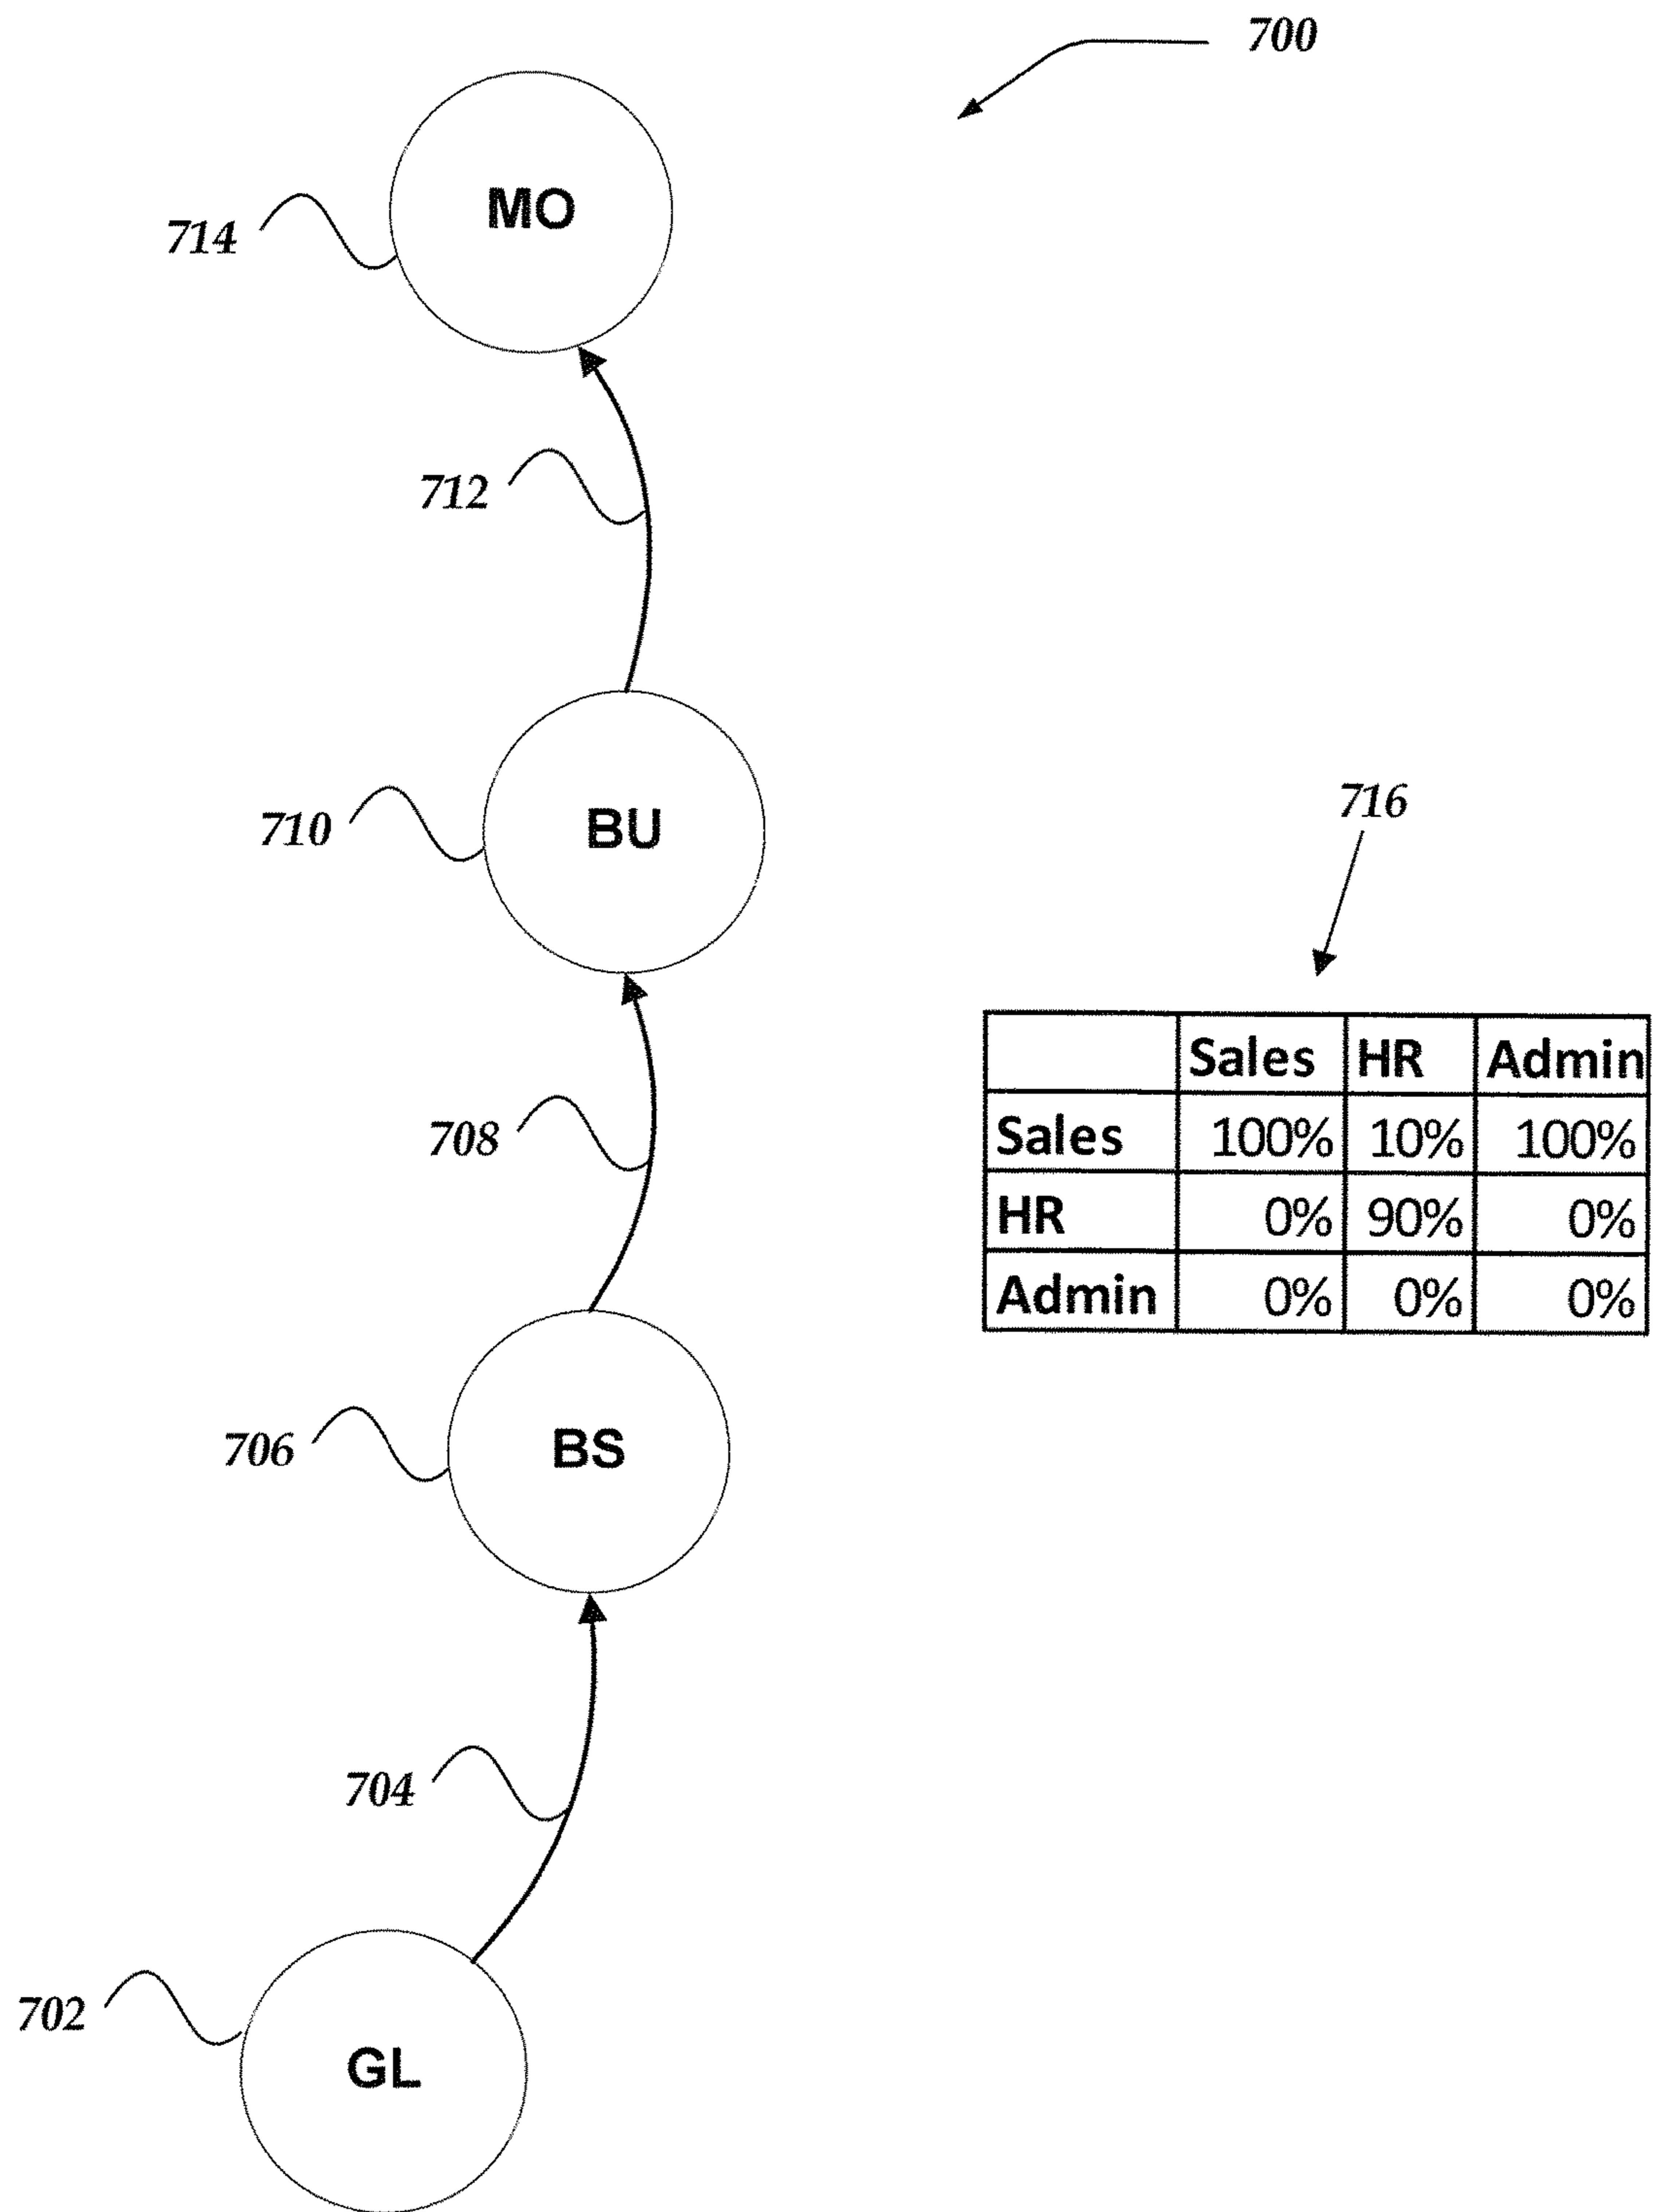 700
MO
714
712
BU
710
716
Sales HR Admin
Sales 100% 10% 100%
HR 0% 90% 0%
Admin 0% 0% 0%
708
BS
706
704
702
GL